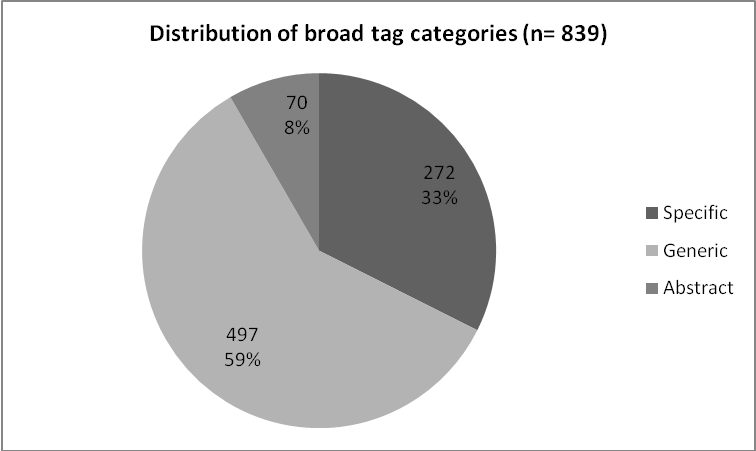 Distribution of broad tag categories (n= 839)
70
8%
272
33%
497
59%
Specific
Generic
Abstract